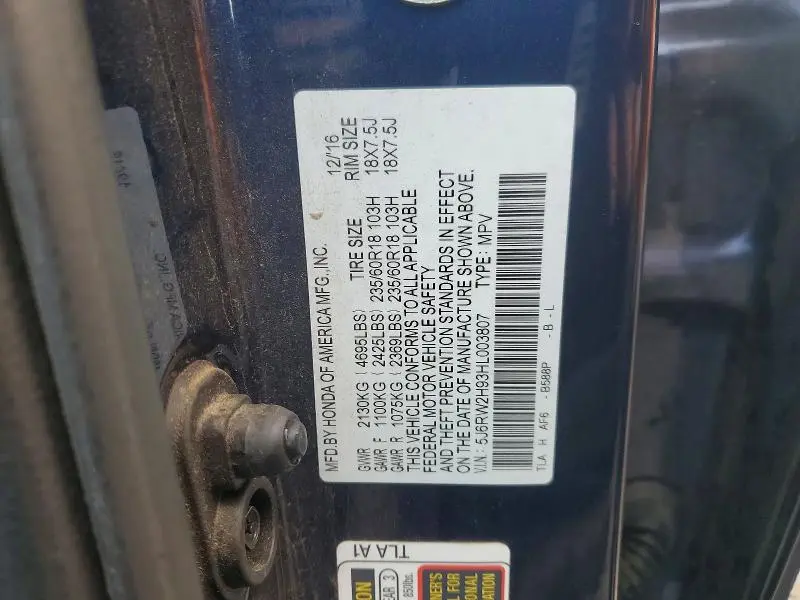 MFD.BY HONDA OF AMERICA MFG.,INC. 12/'16
TIRE SIZE RIM SIZE
GVWR 2130KG (4695LBS)
GAWR F 1100KG (2425LBS) 235/60R18 103H 18X7.5J
GAWR R 1075KG (2369LBS) 235/60R18 103H 18X7.5J
THIS VEHICLE CONFORMS TO ALL APPLICABLE
FEDERAL MOTOR VEHICLE SAFETY
AND THEFT PREVENTION STANDARDS IN EFFECT
ON THE DATE OF MANUFACTURE SHOWN ABOVE.
V.I.N.: 5J6RW2H93HL003807 TYPE: MPV
TLA H AF6 - B588P - B - L
TLA A1
850lbs.